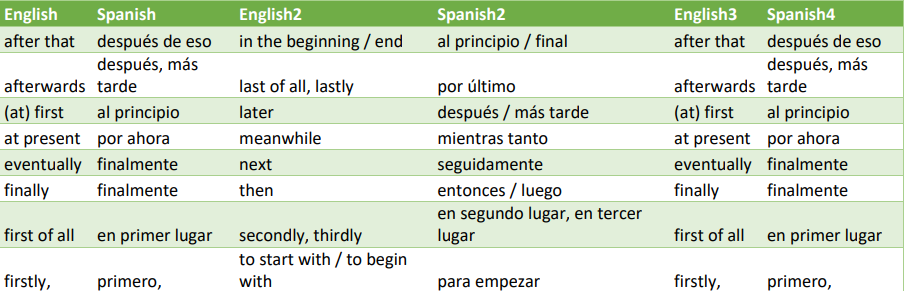 English Spanish English2 Spanish2 English3 Spanish4
after that después de eso in the beginning / end al principio / final after that después de eso
después, más después, más
afterwards tarde last of all, lastly por último afterwards tarde
(at) first al principio later después / más tarde (at) first al principio
at present por ahora meanwhile mientras tanto at present por ahora
eventually finalmente next seguidamente eventually finalmente
finally finalmente then entonces / luego finally finalmente
en segundo lugar, en tercer
first of all en primer lugar secondly, thirdly lugar first of all en primer lugar
to start with / to begin
firstly, primero, with para empezar firstly, primero,